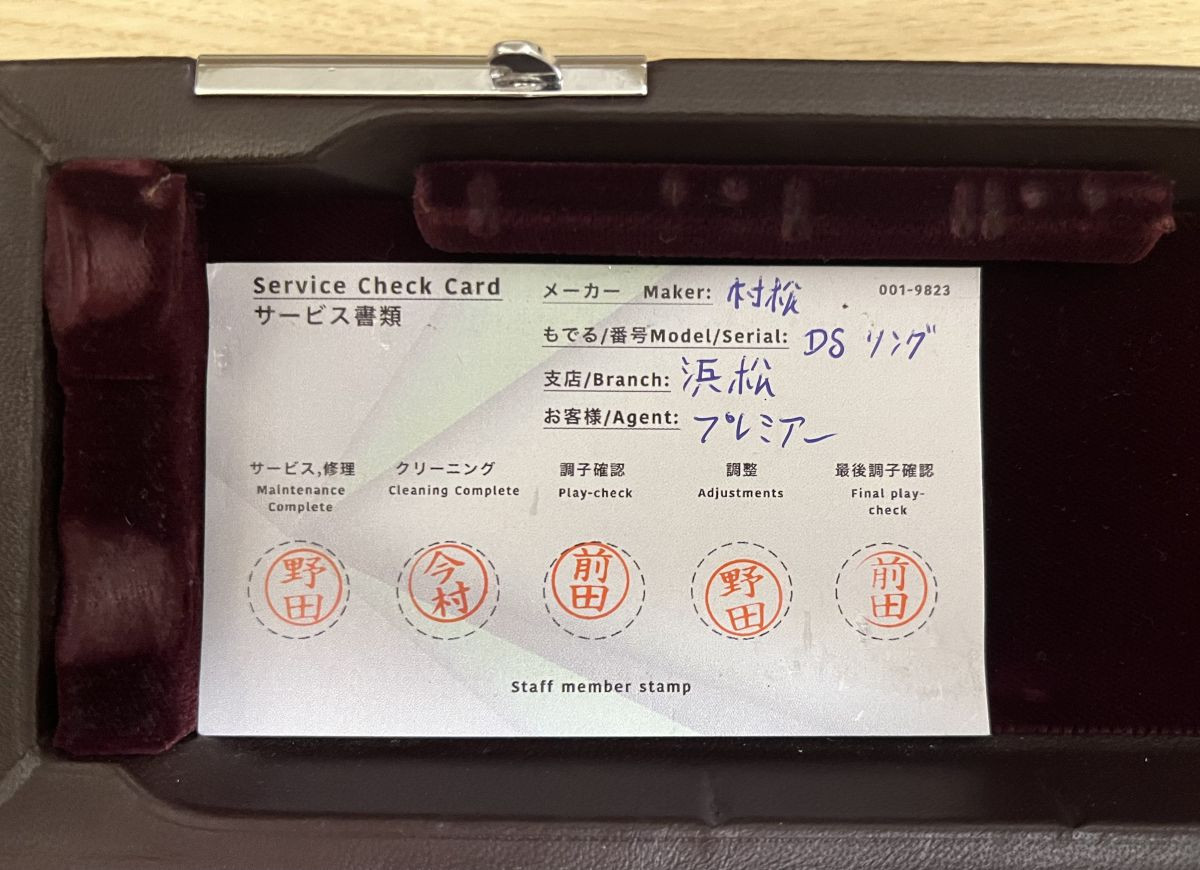 Service Check Card
サービス書類
メーカー Maker: 村松
001-9823
もでる/番号Model/Serial: DS リング
支店/Branch: 浜松
お客様/Agent: プレミアー
サービス,修理
Maintenance
Complete
クリーニング
Cleaning Complete
調子確認
Play-check
調整
Adjustments
最後調子確認
Final play-
check
野田
今村
前田
野田
前田
Staff member stamp